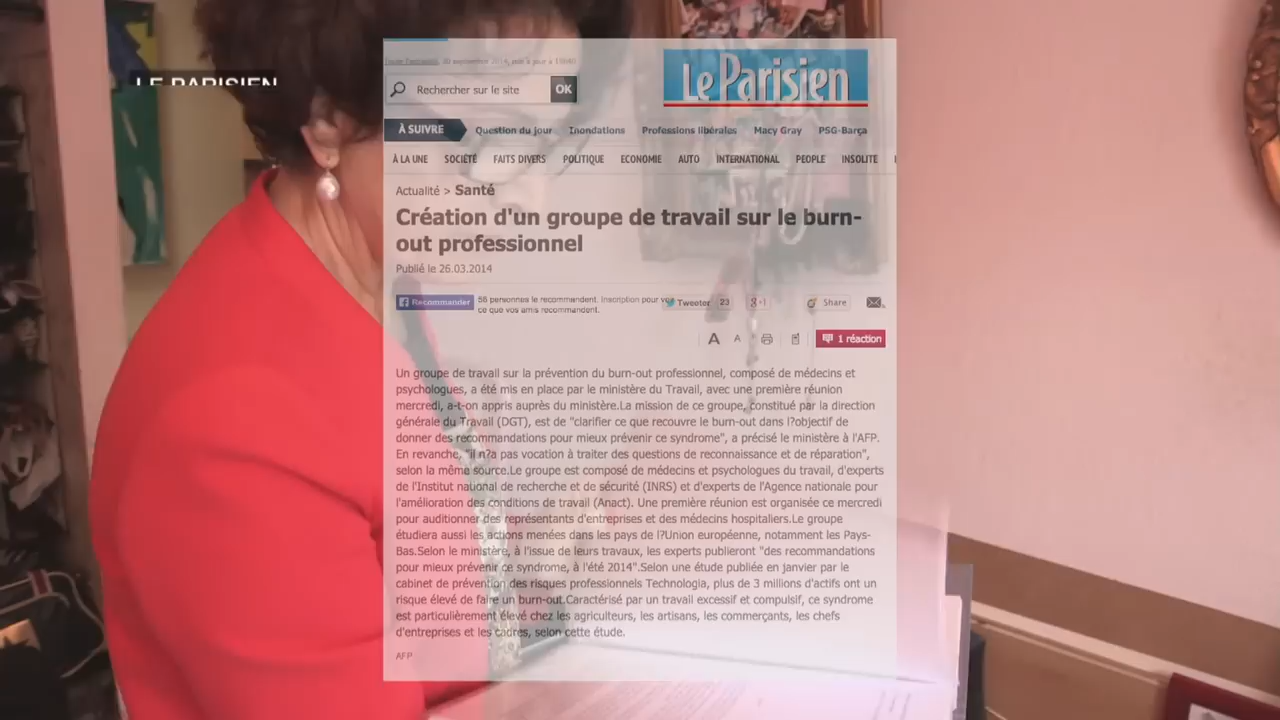 LE PARISIEN
Rechercher sur le site
OK
Le Parisien
À SUIVRE
Question du jour Inondations Professions libérales Macy Gray PSG-Barça
À LA UNE SOCIÉTÉ FAITS DIVERS POLITIQUE ECONOMIE AUTO INTERNATIONAL PEOPLE INSOLITE
Actualité > Santé
Création d'un groupe de travail sur le burn-
out professionnel
Publié le 26.03.2014
Recommander
56 personnes le recommandent. Inscription pour
ce que vos amis recommandent.
Tweeter 23
g+1
Share
A A
1 réaction
Un groupe de travail sur la prévention du burn-out professionnel, composé de médecins et
psychologues, a été mis en place par le ministère du Travail, avec une première réunion
mercredi, a-t-on appris auprès du ministère.La mission de ce groupe, constitué par la direction
générale du Travail (DGT), est de "clarifier ce que recouvre le burn-out dans l?objectif de
donner des recommandations pour mieux prévenir ce syndrome", a précisé le ministère à l'AFP.
En revanche, "il n?a pas vocation à traiter des questions de reconnaissance et de réparation",
selon la même source.Le groupe est composé de médecins et psychologues du travail, d'experts
de l'Institut national de recherche et de sécurité (INRS) et d'experts de l'Agence nationale pour
l'amélioration des conditions de travail (Anact). Une première réunion est organisée ce mercredi
pour auditionner des représentants d'entreprises et des médecins hospitaliers.Le groupe
étudiera aussi les actions menées dans les pays de l?Union européenne, notamment les Pays-
Bas.Selon le ministère, à l'issue de leurs travaux, les experts publieront "des recommandations
pour mieux prévenir ce syndrome, à l'été 2014".Selon une étude publiée en janvier par le
cabinet de prévention des risques professionnels Technologia, plus de 3 millions d'actifs ont un
risque élevé de faire un burn-out.Caractérisé par un travail excessif et compulsif, ce syndrome
est particulièrement élevé chez les agriculteurs, les artisans, les commerçants, les chefs
d'entreprises et les cadres, selon cette étude.
AFP